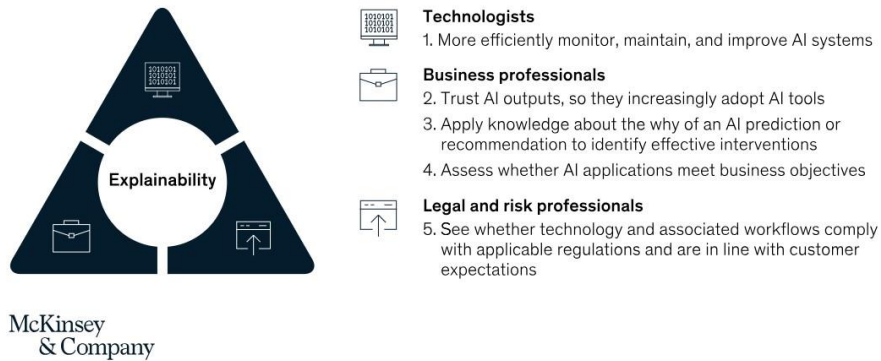 1010101
1010101
1010101
Explainability
1010101
1010101
1010101
Technologists
1. More efficiently monitor, maintain, and improve AI systems
Business professionals
2. Trust AI outputs, so they increasingly adopt AI tools
3. Apply knowledge about the why of an AI prediction or
recommendation to identify effective interventions
4. Assess whether AI applications meet business objectives
Legal and risk professionals
5. See whether technology and associated workflows comply
with applicable regulations and are in line with customer
expectations
McKinsey
& Company